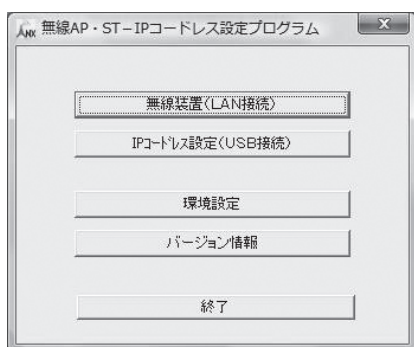 NX 無線AP・ST－IPコードレス設定プログラム
無線装置(LAN接続)
IPｺｰﾄﾞﾚｽ設定(USB接続)
環境設定
バージョン情報
終了